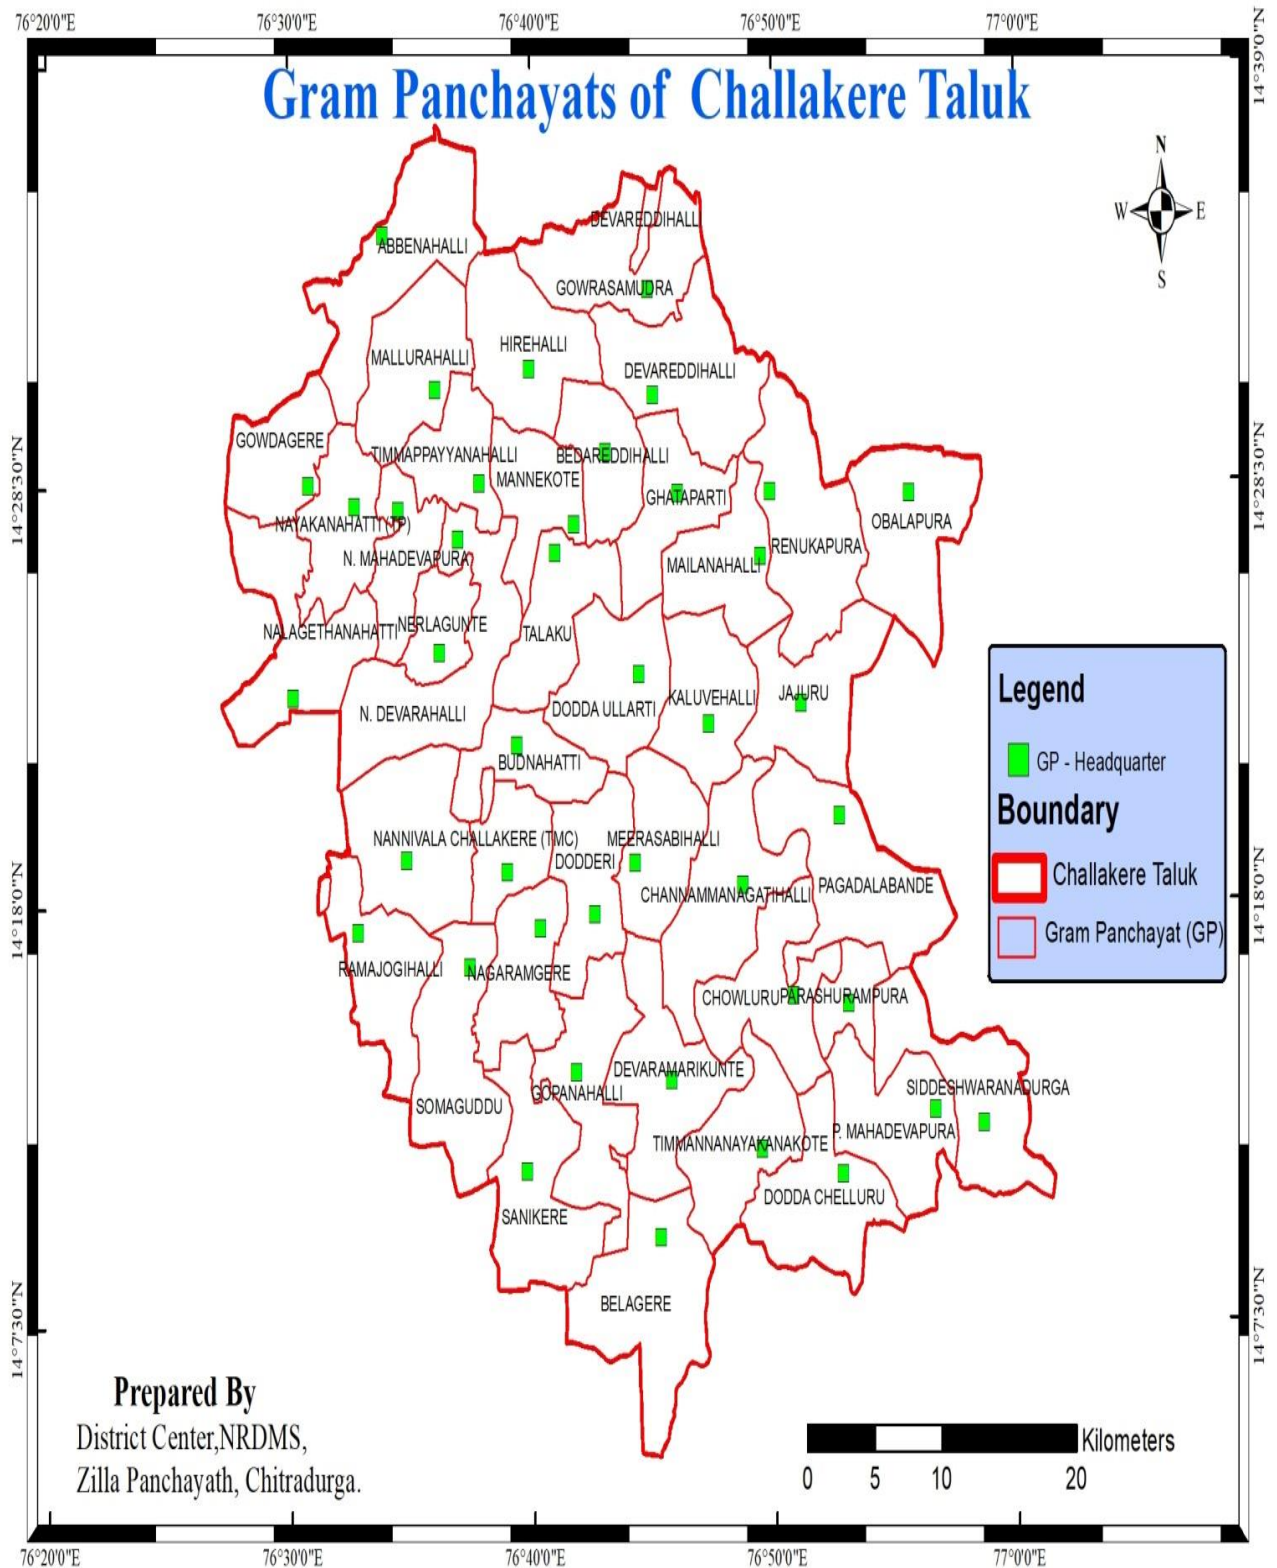 76°20'0"E 76°30'0"E 76°40'0"E 76°50'0"E 77°0'0"E
14°39'0"N
Gram Panchayats of Challakere Taluk
N
W E
S
DEVAREDDIHALLI
ABBENAHALLI
GOWRASAMUDRA
HIREHALLI
MALLURAHALLI
DEVAREDDIHALLI
GOWDAGERE
TIMMAPPAYYANAHALLI
BEDAREDDIHALLI
MANNEKOTE
14°28'30"N
14°28'30"N
GHATAPARTI
OBALAPURA
NAYAKANAHATTI (TP)
RENUKAPURA
N. MAHADEVAPURA
MAILANAHALLI
NERLAGUNTE
NALAGETHANAHATTI
TALAKU
Legend
KALUVEHALLI
JAJURU
DODDA ULLARTI
N. DEVARAHALLI
BUDNAHATTI
GP - Headquarter
Boundary
NANNIVALA CHALLAKERE (TMC)
MEERASABIHALLI
DODDERI
Challakere Taluk
PAGADALABANDE
CHANNAMMANAGATIHALLI
14°18'0"N
14°18'0"N
Gram Panchayat (GP)
RAMAJOGIHALLI
NAGARAMGERE
CHOWLURU
PARASHURAMPURA
DEVARAMARIKUNTE
SIDDESHWARANADURGA
GOPANAHALLI
SOMAGUDDU
P. MAHADEVAPURA
TIMMANNANAYAKANAKOTE
DODDA CHELLURU
SANIKERE
BELAGERE
14°7'30"N
14°7'30"N
Prepared By
District Center,NRDMS,
Zilla Panchayath, Chitradurga.
Kilometers
0 5 10 20
76°20'0"E 76°30'0"E 76°40'0"E 76°50'0"E 77°0'0"E